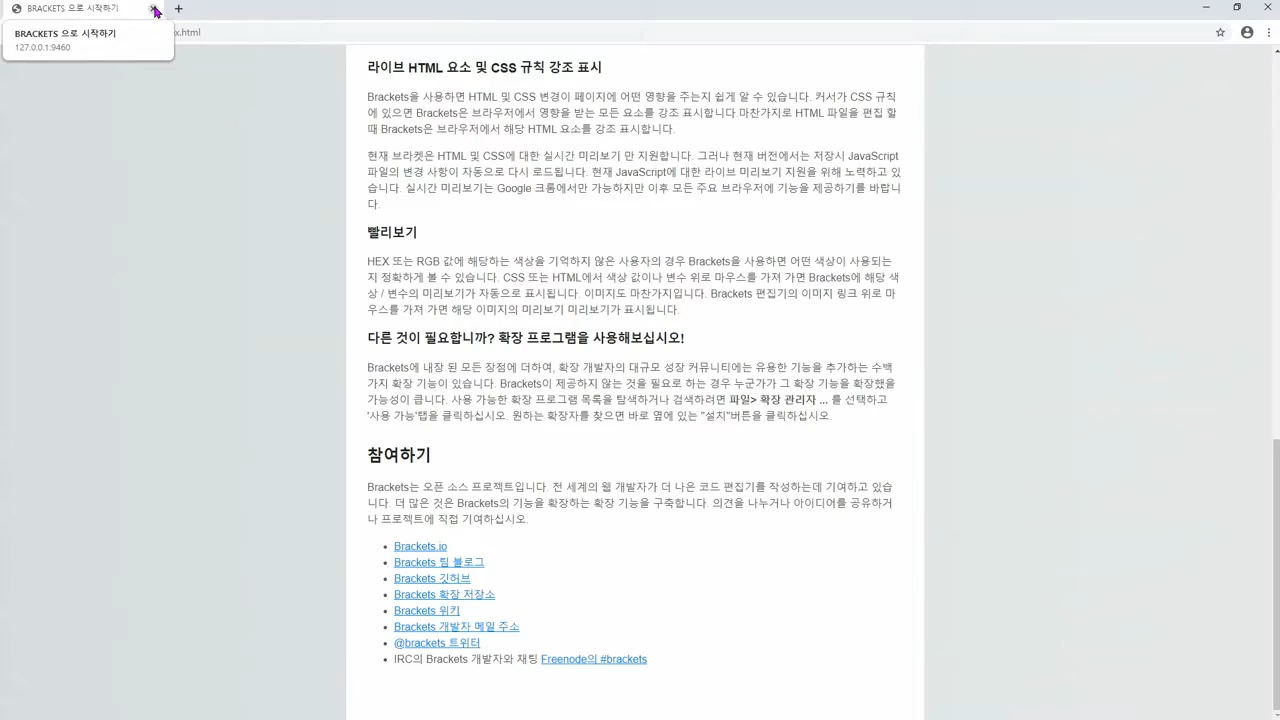 BRACKETS 으로 시작하기
BRACKETS 으로 시작하기
127.0.0.1:9460
x.html
라이브 HTML 요소 및 CSS 규칙 강조 표시
Brackets을 사용하면 HTML 및 CSS 변경이 페이지에 어떤 영향을 주는지 쉽게 알 수 있습니다. 커서가 CSS 규칙
에 있으면 Brackets은 브라우저에서 영향을 받는 모든 요소를 강조 표시합니다.마찬가지로 HTML 파일을 편집 할
때 Brackets은 브라우저에서 해당 HTML 요소를 강조 표시합니다.
현재 브라켓은 HTML 및 CSS에 대한 실시간 미리보기 만 지원합니다. 그러나 현재 버전에서는 저장시 JavaScript
파일의 변경 사항이 자동으로 다시 로드됩니다. 현재 JavaScript에 대한 라이브 미리보기 지원을 위해 노력하고 있
습니다. 실시간 미리보기는 Google 크롬에서만 가능하지만 이후 모든 주요 브라우저에 기능을 제공하기를 바랍니
다.
빨리보기
HEX 또는 RGB 값에 해당하는 색상을 기억하지 않은 사용자의 경우 Brackets을 사용하면 어떤 색상이 사용되는
지 정확하게 볼 수 있습니다. CSS 또는 HTML에서 색상 값이나 변수 위로 마우스를 가져 가면 Brackets에 해당 색
상 / 변수의 미리보기가 자동으로 표시됩니다. 이미지도 마찬가지입니다. Brackets 편집기의 이미지 링크 위로 마
우스를 가져 가면 해당 이미지의 미리보기 미리보기가 표시됩니다.
다른 것이 필요합니까? 확장 프로그램을 사용해보십시오!
Brackets에 내장 된 모든 장점에 더하여, 확장 개발자의 대규모 성장 커뮤니티에는 유용한 기능을 추가하는 수백
가지 확장 기능이 있습니다. Brackets이 제공하지 않는 것을 필요로 하는 경우 누군가가 그 확장 기능을 확장했을
가능성이 큽니다. 사용 가능한 확장 프로그램 목록을 탐색하거나 검색하려면 파일> 확장 관리자 ... 를 선택하고
'사용 가능'탭을 클릭하십시오. 원하는 확장자를 찾으면 바로 옆에 있는 "설치"버튼을 클릭하십시오.
참여하기
Brackets는 오픈 소스 프로젝트입니다. 전 세계의 웹 개발자가 더 나은 코드 편집기를 작성하는데 기여하고 있습
니다. 더 많은 것은 Brackets의 기능을 확장하는 확장 기능을 구축합니다. 의견을 나누거나 아이디어를 공유하거
나 프로젝트에 직접 기여하십시오.
• Brackets.io
• Brackets 팀 블로그
• Brackets 깃허브
• Brackets 확장 저장소
• Brackets 위키
• Brackets 개발자 메일 주소
• @brackets 트위터
• IRC의 Brackets 개발자와 채팅 Freenode의 #brackets